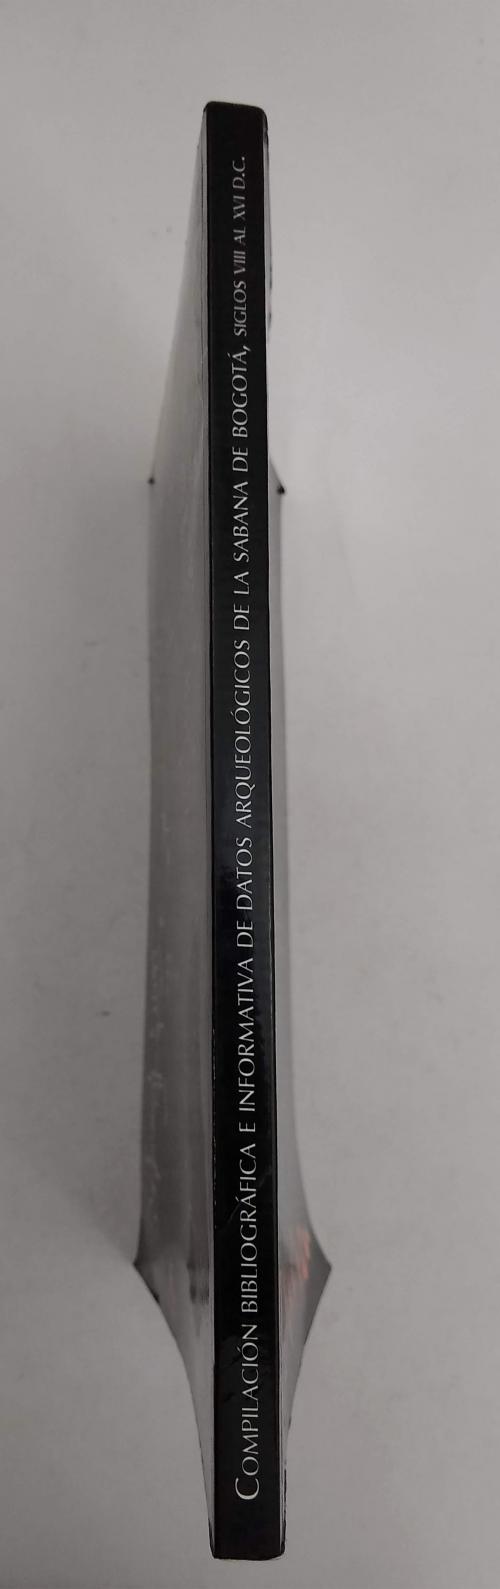 COMPILACIÓN BIBLIOGRÁFICA E INFORMATIVA DE DATOS ARQUEOLÓGICOS DE LA SABANA DE BOGOTÁ, SIGLOS VIII AL XVI D.C.